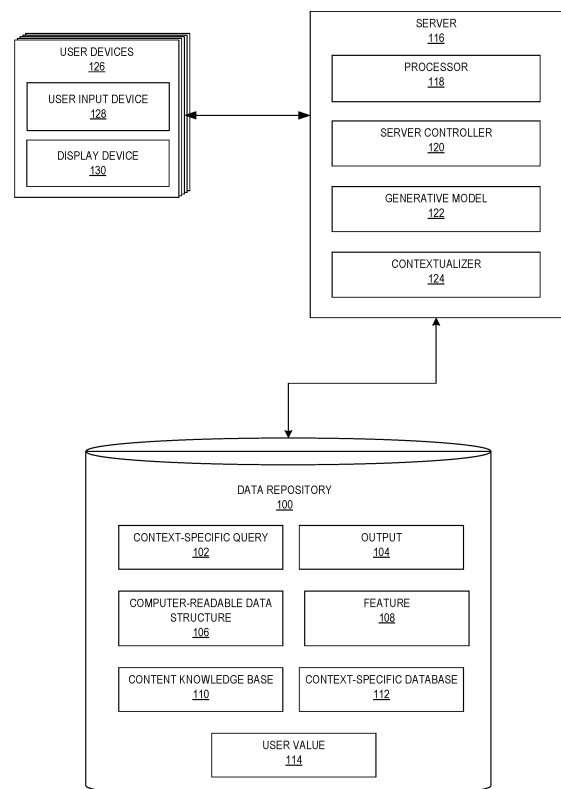 USER DEVICES
126
USER INPUT DEVICE
128
DISPLAY DEVICE
130
SERVER
116
PROCESSOR
118
SERVER CONTROLLER
120
GENERATIVE MODEL
122
CONTEXTUALIZER
124
DATA REPOSITORY
100
CONTEXT-SPECIFIC QUERY
102
OUTPUT
104
COMPUTER-READABLE DATA
STRUCTURE
106
FEATURE
108
CONTENT KNOWLEDGE BASE
110
CONTEXT-SPECIFIC DATABASE
112
USER VALUE
114